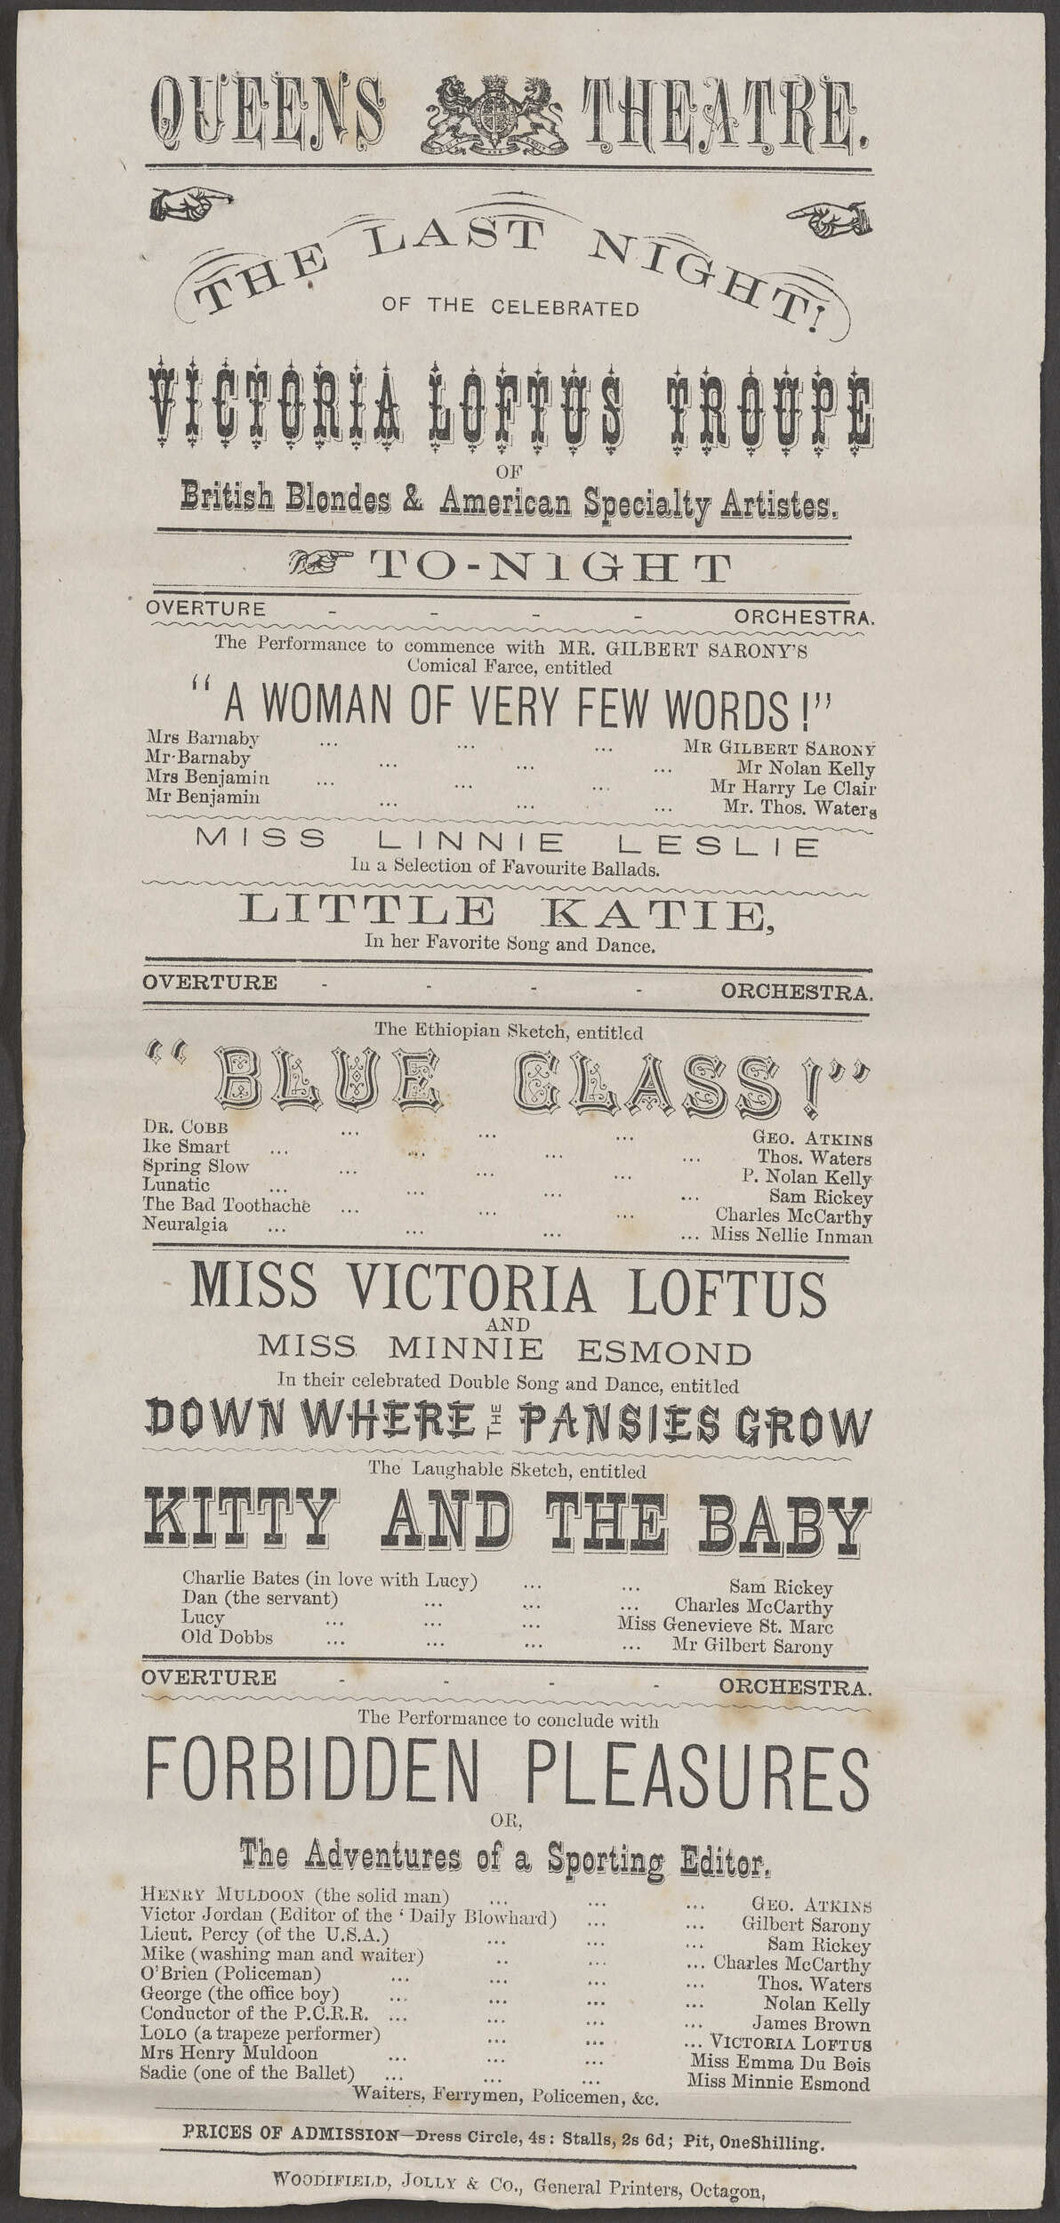 QUEENS THEATRE.
THE LAST NIGHT!
OF THE CELEBRATED
VICTORIA LOFTUS TROUPE
OF
British Blondes & American Specialty Artistes.
TO-NIGHT
OVERTURE - - - - ORCHESTRA.
The Performance to commence with MR. GILBERT SARONY'S
Comical Farce, entitled
"A WOMAN OF VERY FEW WORDS!"
Mrs Barnaby ... ... ... MR GILBERT SARONY
Mr Barnaby ... ... ... Mr Nolan Kelly
Mrs Benjamin ... ... ... Mr Harry Le Clair
Mr Benjamin ... ... ... Mr. Thos. Waters
MISS LINNIE LESLIE
In a Selection of Favourite Ballads.
LITTLE KATIE,
In her Favorite Song and Dance.
OVERTURE - - - - ORCHESTRA.
The Ethiopian Sketch, entitled
"BLUE GLASS!"
DR. COBB ... ... ... GEO. ATKINS
Ike Smart ... ... ... ... Thos. Waters
Spring Slow ... ... ... P. Nolan Kelly
Lunatic ... ... ... ... Sam Rickey
The Bad Toothache ... ... ... Charles McCarthy
Neuralgia ... ... ... ... Miss Nellie Inman
MISS VICTORIA LOFTUS
AND
MISS MINNIE ESMOND
In their celebrated Double Song and Dance, entitled
DOWN WHERE THE PANSIES GROW
The Laughable Sketch, entitled
KITTY AND THE BABY
Charlie Bates (in love with Lucy) ... ... Sam Rickey
Dan (the servant) ... ... ... Charles McCarthy
Lucy ... ... ... Miss Genevieve St. Marc
Old Dobbs ... ... ... ... Mr Gilbert Sarony
OVERTURE - - - - ORCHESTRA.
The Performance to conclude with
FORBIDDEN PLEASURES
OR,
The Adventures of a Sporting Editor.
HENRY MULDOON (the solid man) ... ... ... GEO. ATKINS
Victor Jordan (Editor of the ' Daily Blowhard) ... ... Gilbert Sarony
Lieut. Percy (of the U.S.A.) ... ... ... Sam Rickey
Mike (washing man and waiter) .. ... ... Charles McCarthy
O'Brien (Policeman) ... ... ... ... Thos. Waters
George (the office boy) ... ... ... ... Nolan Kelly
Conductor of the P.C.R.R. ... ... ... ... James Brown
LOLO (a trapeze performer) ... ... ... VICTORIA LOFTUS
Mrs Henry Muldoon ... ... ... Miss Emma Du Bois
Sadie (one of the Ballet) ... ... ... Miss Minnie Esmond
Waiters, Ferrymen, Policemen, &c.
PRICES OF ADMISSION—Dress Circle, 4s: Stalls, 2s 6d; Pit, OneShilling.
WOODIFIELD, JOLLY & Co., General Printers, Octagon,